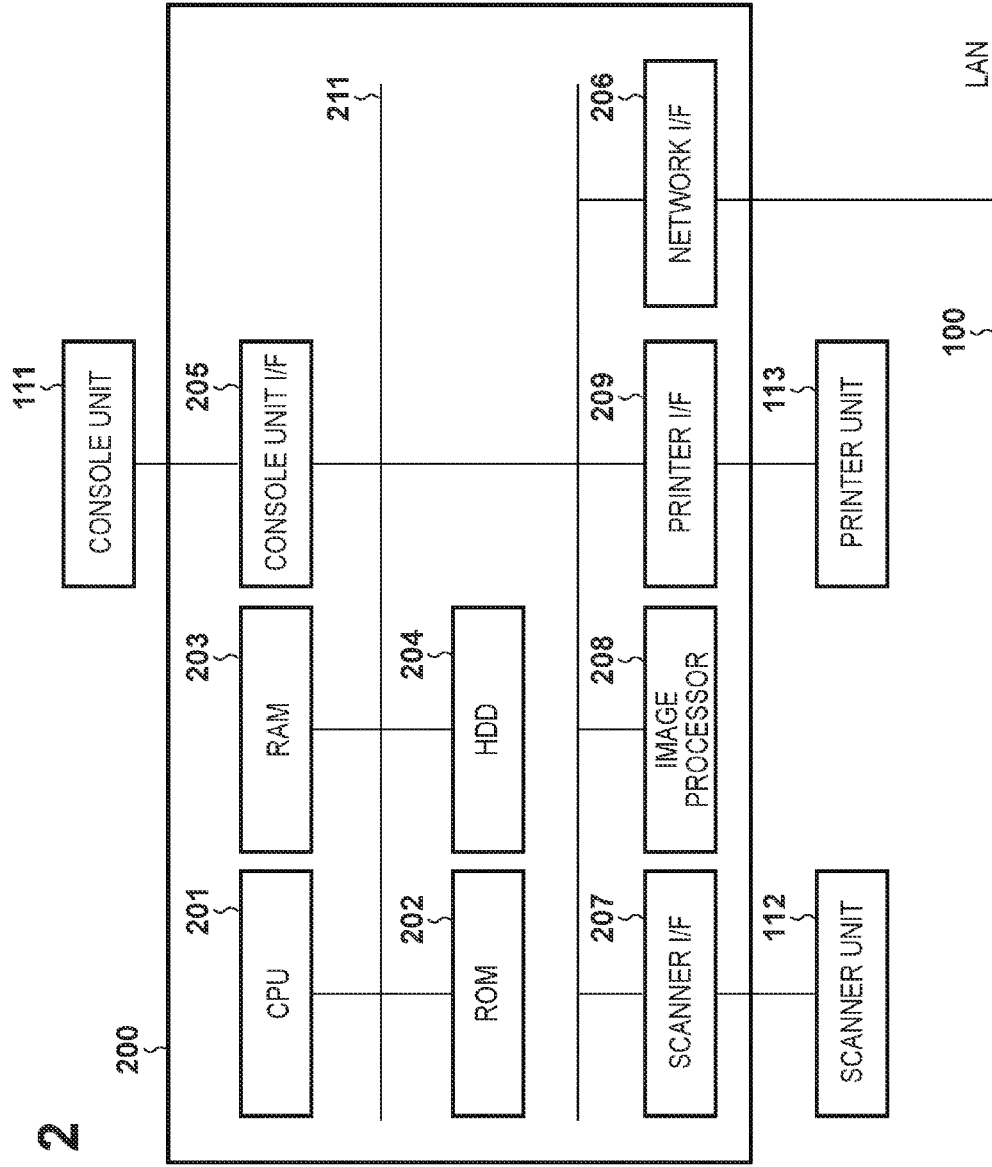 2
200
111
CONSOLE UNIT
201
CPU
203
RAM
205
CONSOLE UNIT I/F
211
202
ROM
204
HDD
207
SCANNER I/F
208
IMAGE
PROCESSOR
209
PRINTER I/F
206
NETWORK I/F
112
SCANNER UNIT
113
PRINTER UNIT
100
LAN